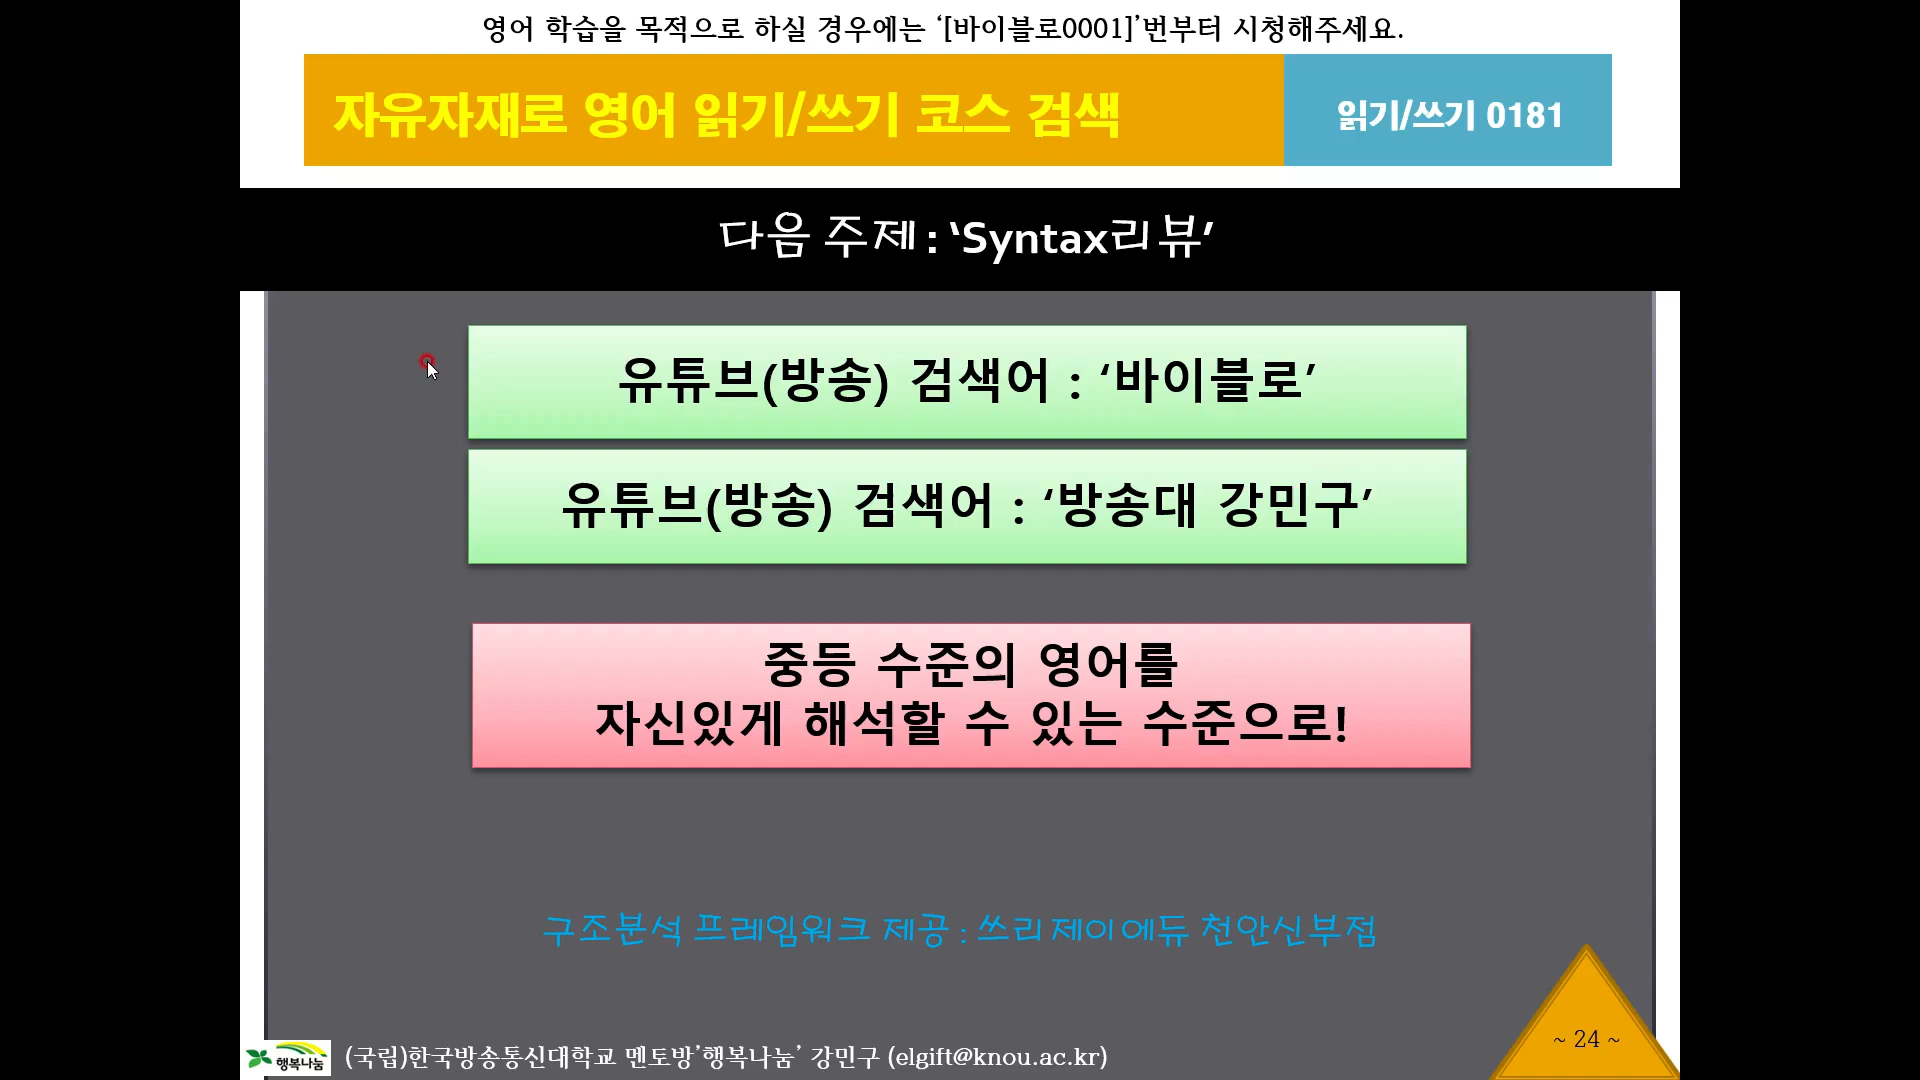 영어 학습을 목적으로 하실 경우에는 ‘[바이블로0001]’번부터 시청해주세요.
자유자재로 영어 읽기/쓰기 코스 검색
읽기/쓰기 0181
다음 주제 : ‘Syntax리뷰’
유튜브(방송) 검색어 : ‘바이블로’
유튜브(방송) 검색어 : ‘방송대 강민구’
중등 수준의 영어를
자신있게 해석할 수 있는 수준으로!
구조분석 프레임워크 제공 : 쓰리제이에듀 천안신부점
행복나눔
(국립)한국방송통신대학교 멘토방’행복나눔’ 강민구 (elgift@knou.ac.kr)
~ 24 ~